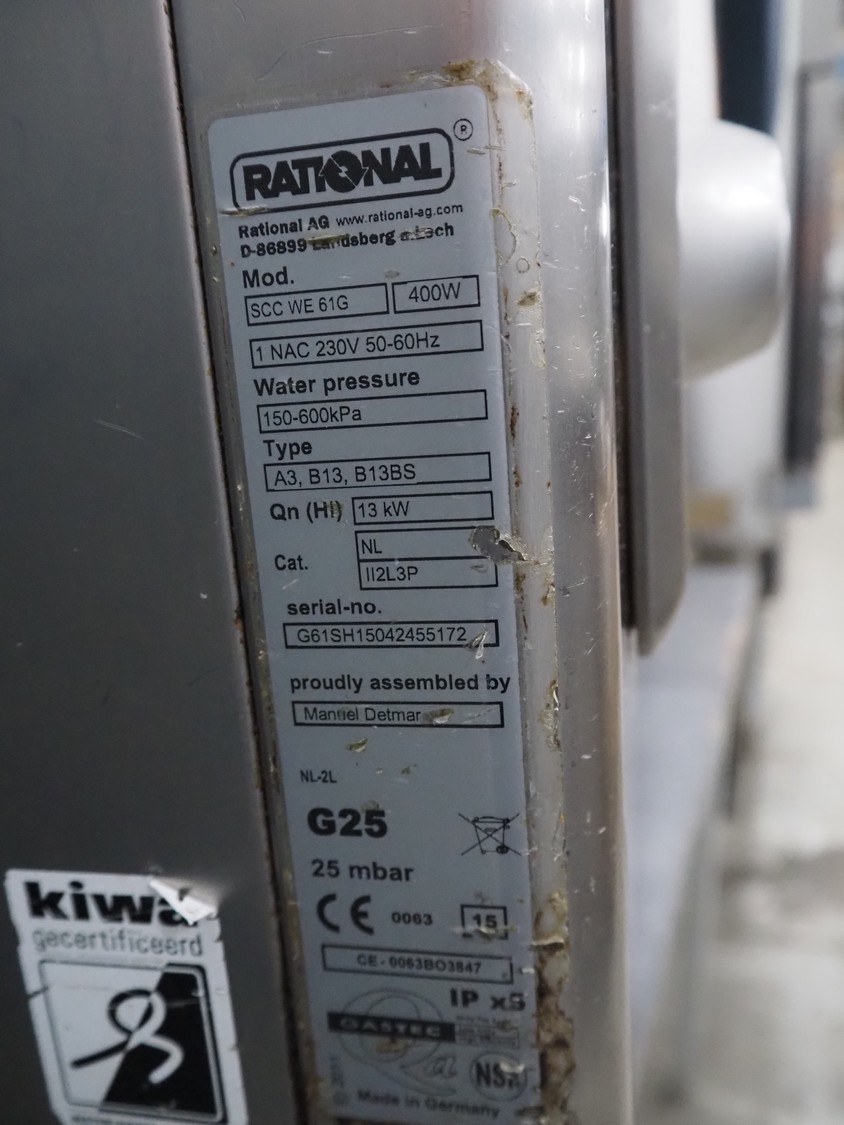 RATIONAL ®
Rational AG www.rational-ag.com
D-86899 Landsberg a.Lech
Mod.
SCC WE 61G 400W
1 NAC 230V 50-60Hz
Water pressure
150-600kPa
Type
A3, B13, B13BS
Qn (Hi) 13 kW
Cat. NL
II2L3P
serial-no.
G61SH15042455172
proudly assembled by
Manuel Detmar
NL-2L
G25
25 mbar
CE 0063 15
CE-0063BO3847
IP x5
GASTEC
Qa
NSF
© 2011
Made in Germany
kiwa
gecertificeerd